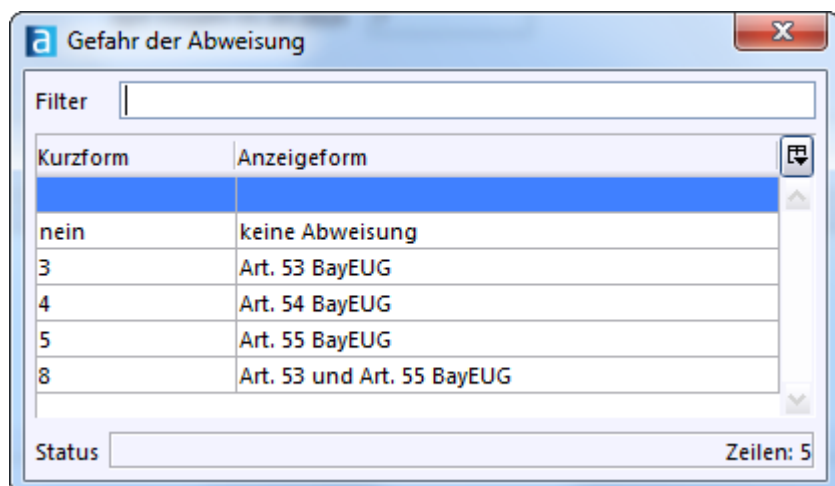 Gefahr der Abweisung
Filter
Kurzform Anzeigeform
nein keine Abweisung
3 Art. 53 BayEUG
4 Art. 54 BayEUG
5 Art. 55 BayEUG
8 Art. 53 und Art. 55 BayEUG
Status Zeilen: 5